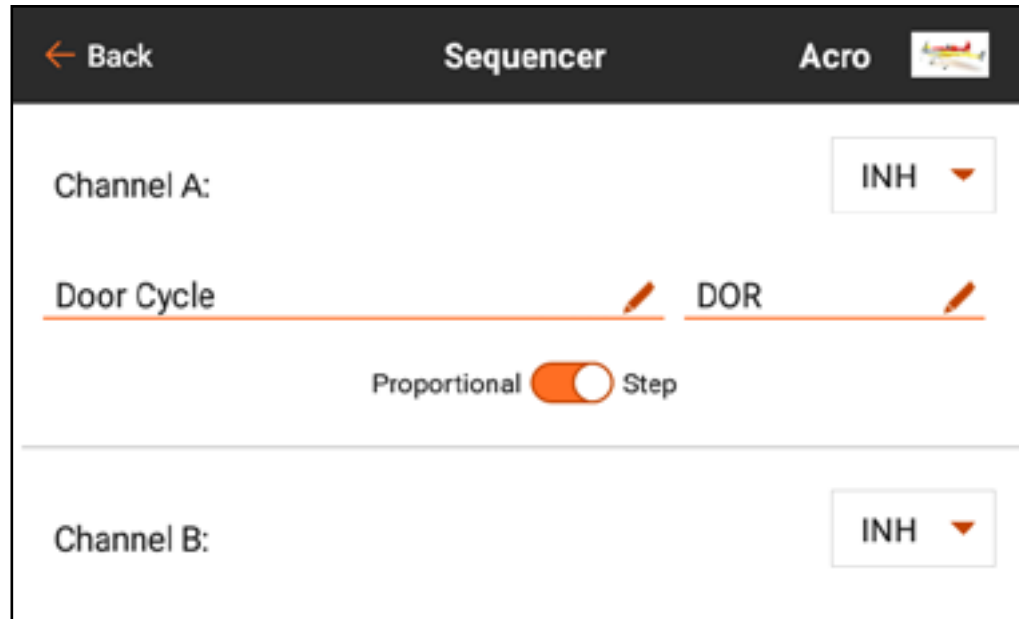 Back Sequencer Acro
Channel A: INH
Door Cycle DOR
Proportional Step
Channel B: INH